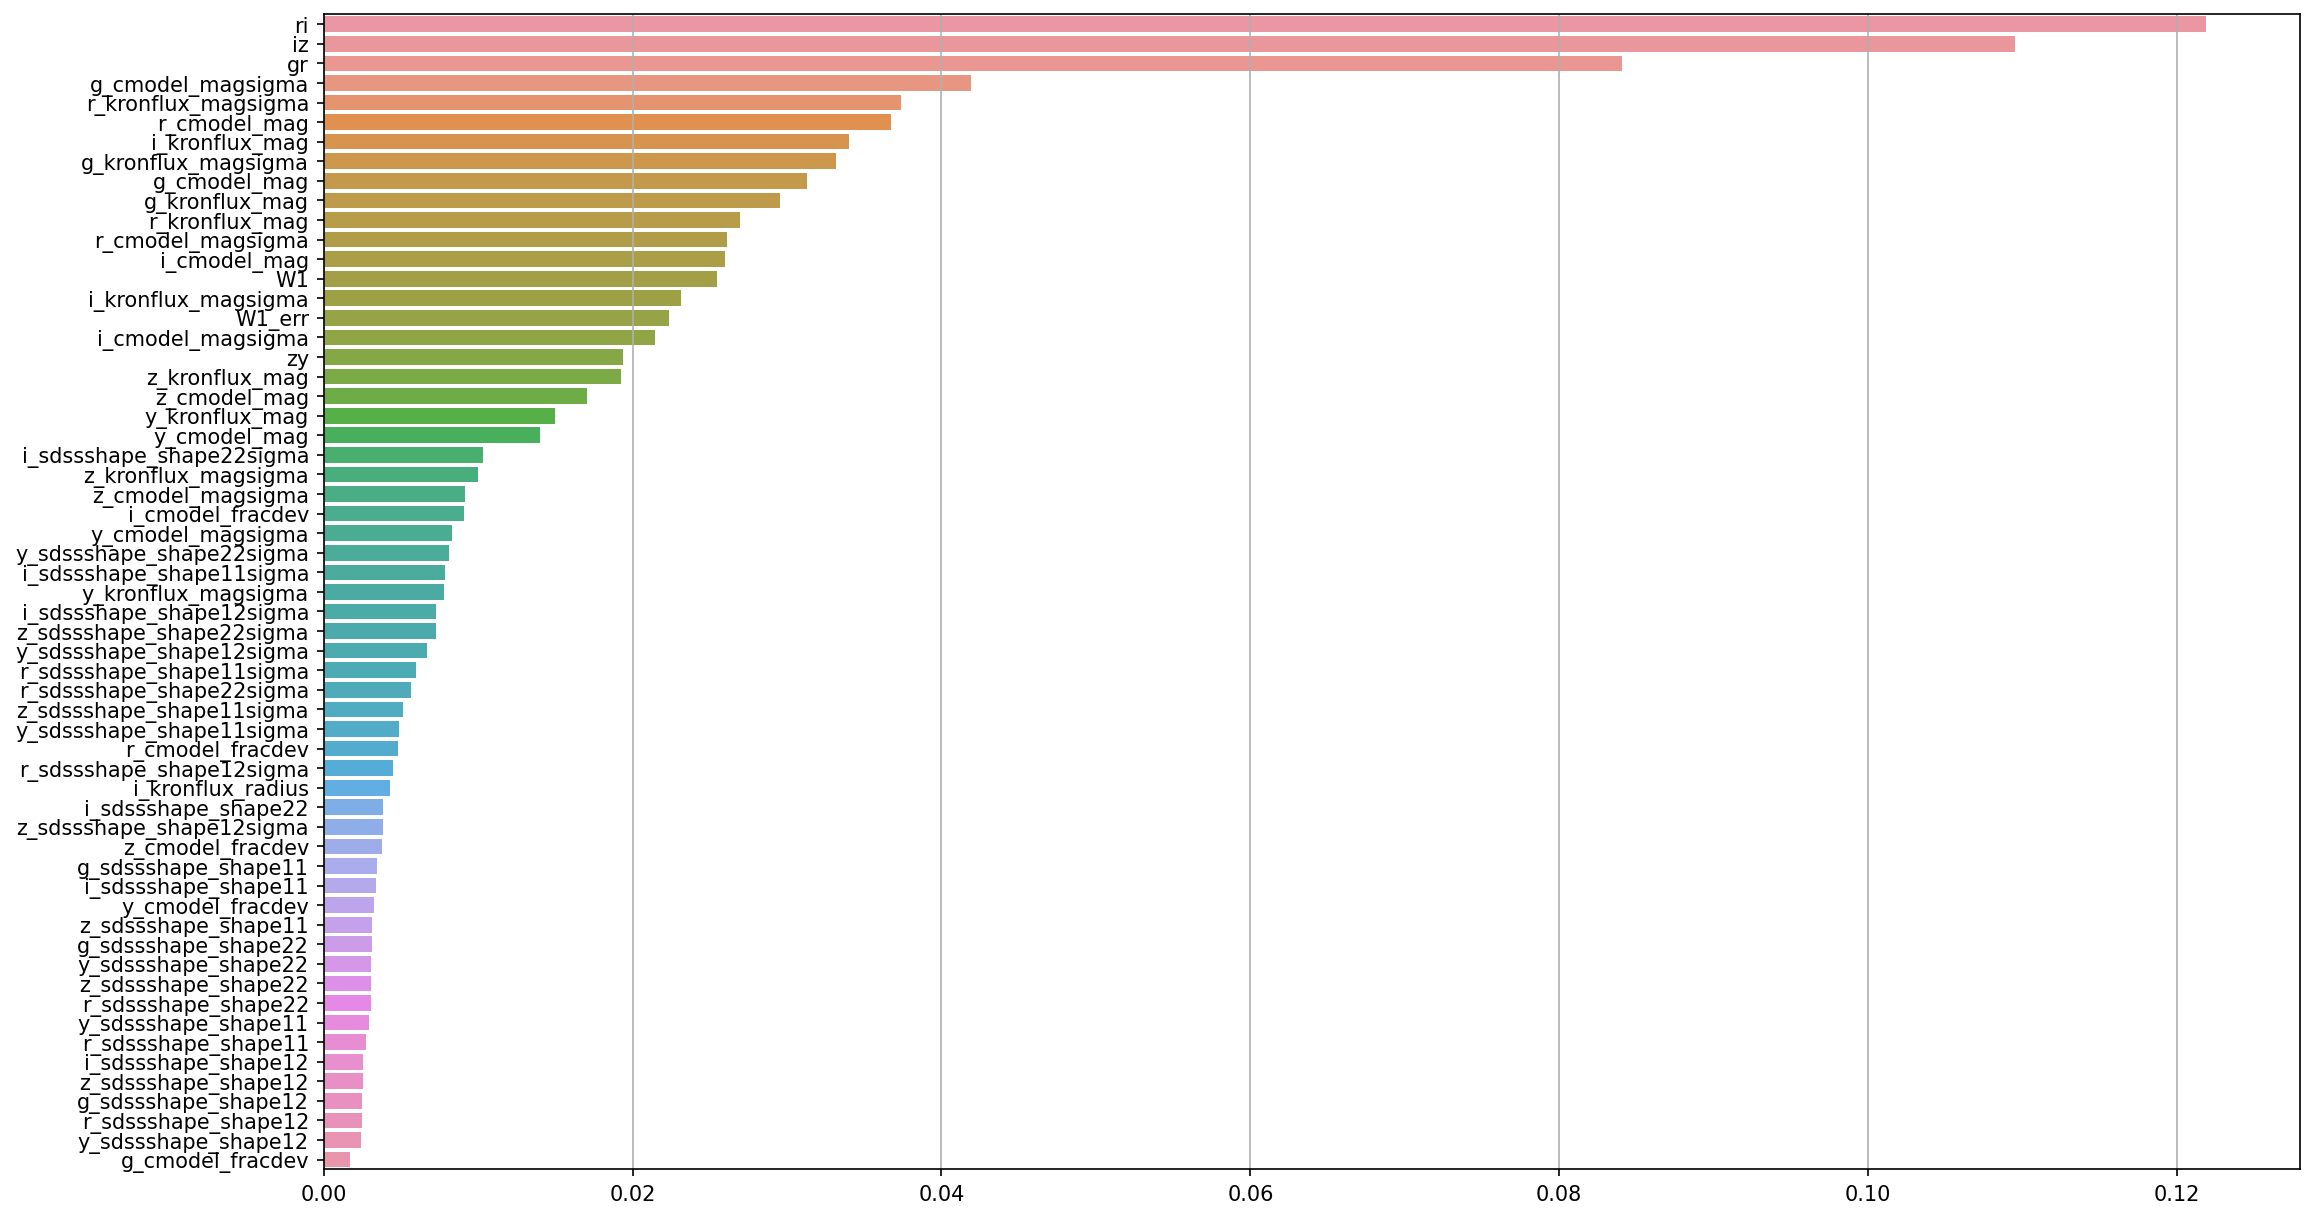 ri
iz
gr
g_cmodel_magsigma
r_kronflux_magsigma
r_cmodel_mag
i_kronflux_mag
g_kronflux_magsigma
g_cmodel_mag
g_kronflux_mag
r_kronflux_mag
r_cmodel_magsigma
i_cmodel_mag
W1
i_kronflux_magsigma
W1_err
i_cmodel_magsigma
zy
z_kronflux_mag
z_cmodel_mag
y_kronflux_mag
y_cmodel_mag
i_sdssshape_shape22sigma
z_kronflux_magsigma
z_cmodel_magsigma
i_cmodel_fracdev
y_cmodel_magsigma
y_sdssshape_shape22sigma
i_sdssshape_shape11sigma
y_kronflux_magsigma
i_sdssshape_shape12sigma
z_sdssshape_shape22sigma
y_sdssshape_shape12sigma
r_sdssshape_shape11sigma
r_sdssshape_shape22sigma
z_sdssshape_shape11sigma
y_sdssshape_shape11sigma
r_cmodel_fracdev
r_sdssshape_shape12sigma
i_kronflux_radius
i_sdssshape_shape22
z_sdssshape_shape12sigma
z_cmodel_fracdev
g_sdssshape_shape11
i_sdssshape_shape11
y_cmodel_fracdev
z_sdssshape_shape11
g_sdssshape_shape22
y_sdssshape_shape22
z_sdssshape_shape22
r_sdssshape_shape22
y_sdssshape_shape11
r_sdssshape_shape11
i_sdssshape_shape12
z_sdssshape_shape12
g_sdssshape_shape12
r_sdssshape_shape12
y_sdssshape_shape12
g_cmodel_fracdev
0.00 0.02 0.04 0.06 0.08 0.10 0.12